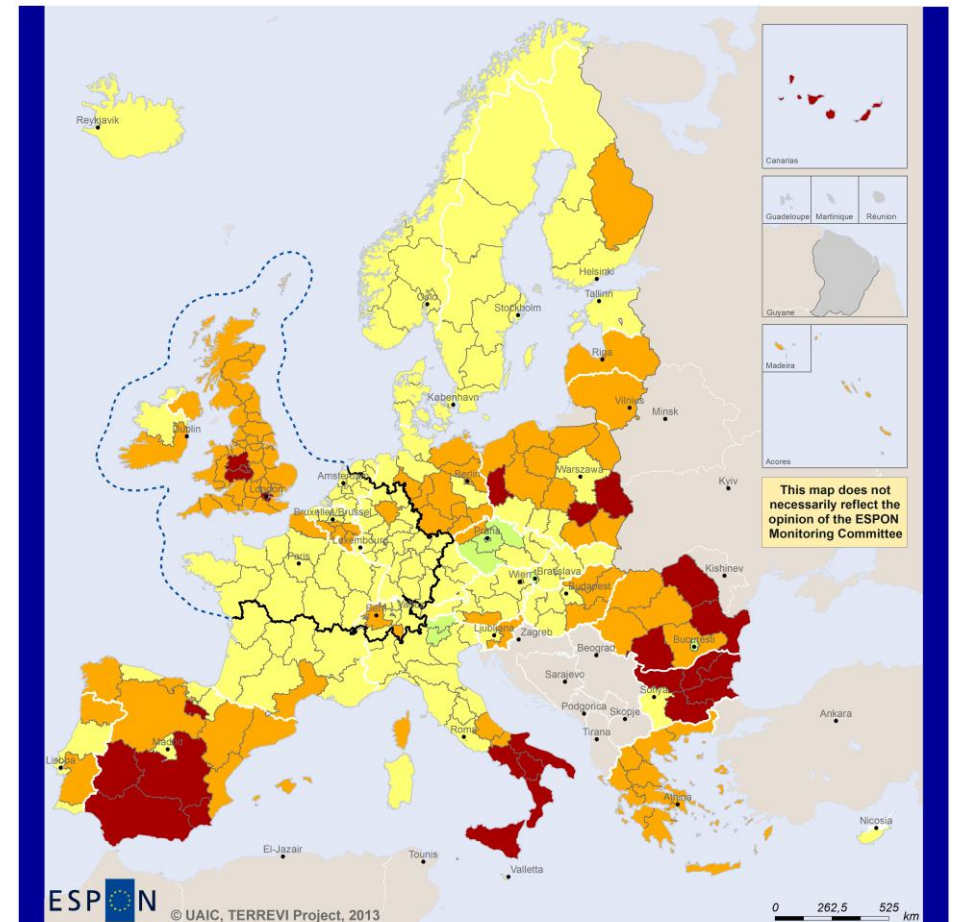 Reykjavik
Canarias
Guadeloupe
Martinique
Réunion
Guyane
Madeira
Acores
Helsinki
Tallinn
Oslo
Stockholm
Riga
København
Vilnius
Minsk
Dublin
Berlin
Warszawa
Amsterdam
London
Kyiv
Bruxelles/Brussel
Praha
Luxembourg
Paris
Kishinev
Wien
Bratislava
Budapest
Bern
Vaduz
Ljubljana
Zagreb
Bucuresti
Beograd
Sarajevo
Sofiya
Podgorica
Skopje
Ankara
Roma
Tirana
Madrid
Lisboa
Athina
Nicosia
El-Jazair
Tounis
Valletta
This map does not
necessarily reflect the
opinion of the ESPON
Monitoring Committee
ESPON
© UAIC, TERREVI Project, 2013
0 262,5 525
km